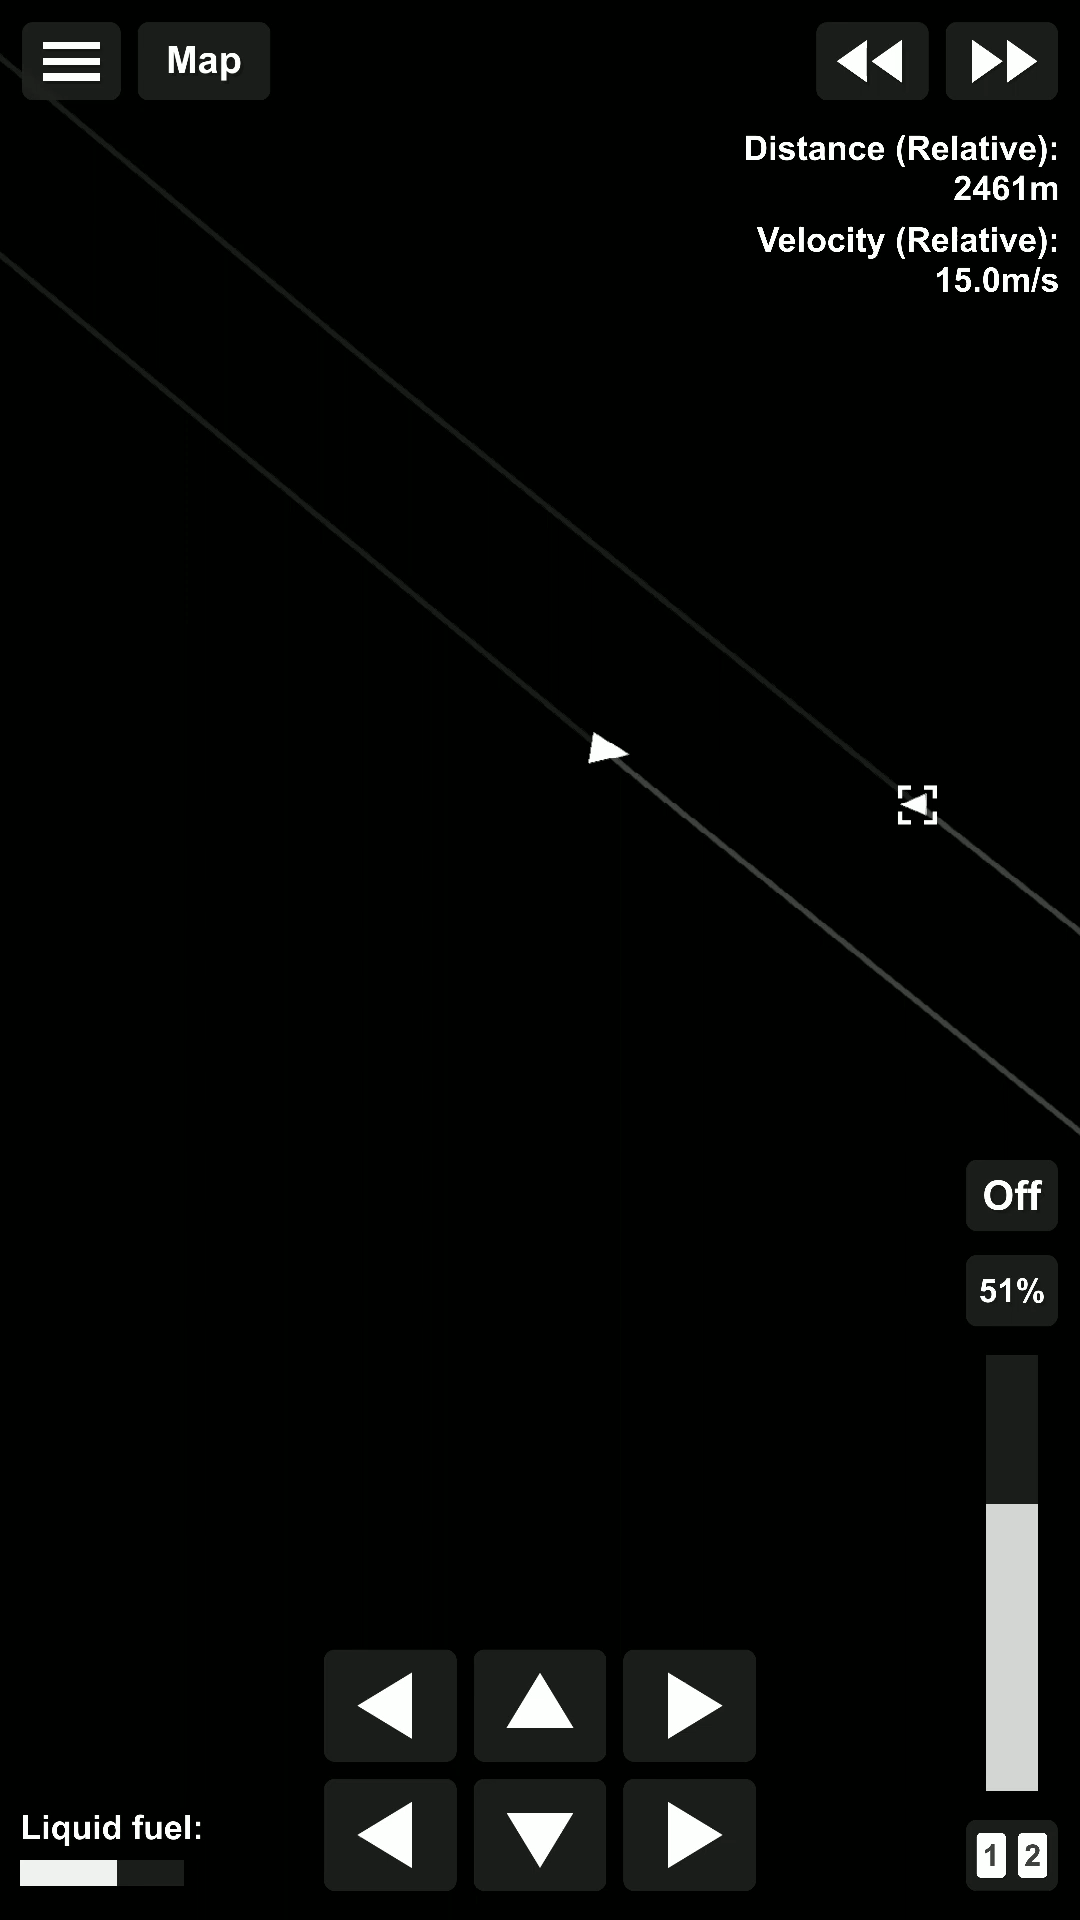 Map
Distance (Relative):
2461m
Velocity (Relative):
15.0m/s
Off
51%
Liquid fuel:
1 2